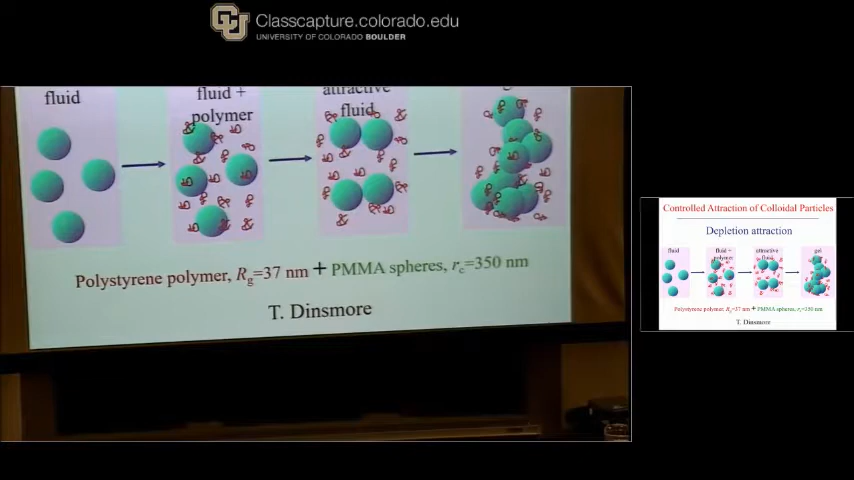 Classcapture.colorado.edu
UNIVERSITY OF COLORADO BOULDER
fluid
fluid +
polymer
attractive
fluid
Polystyrene polymer, Rg=37 nm + PMMA spheres, rc=350 nm
T. Dinsmore
Controlled Attraction of Colloidal Particles
Depletion attraction
fluid
fluid +
polymer
attractive
fluid
gel
Polystyrene polymer, Rg=37 nm + PMMA spheres, rc=350 nm
T. Dinsmore